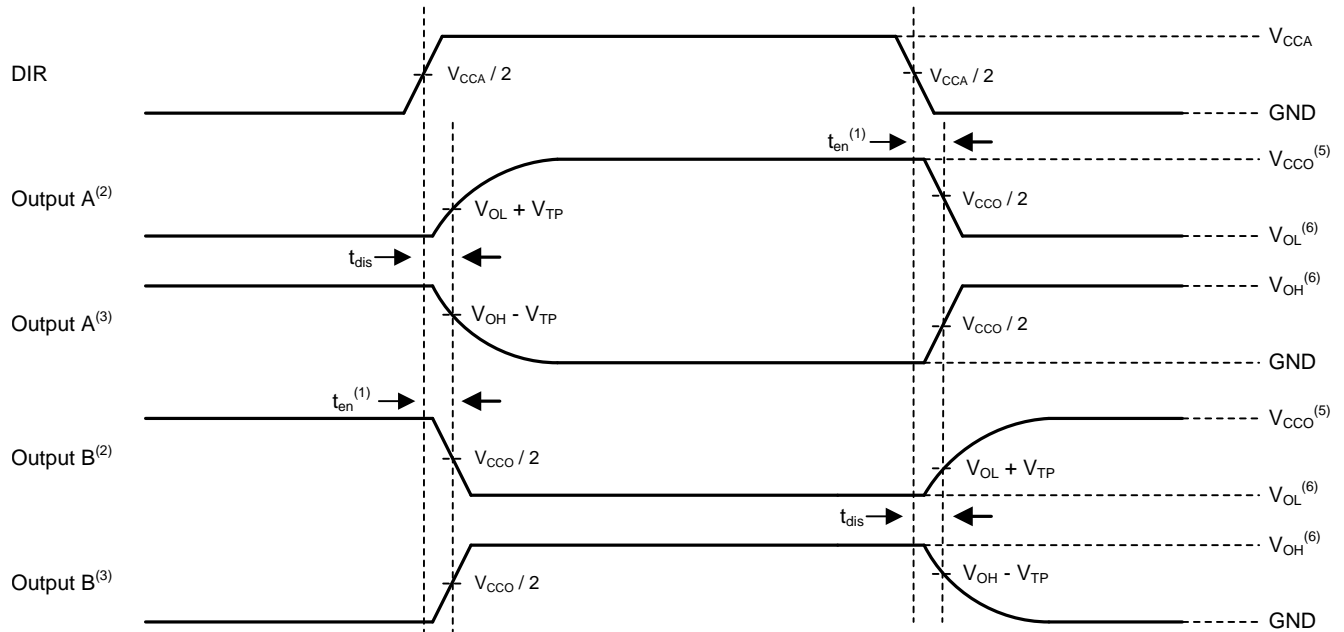 V_CCA
DIR
V_CCA / 2
V_CCA / 2
GND
t_en^(1)
V_CCO^(5)
Output A^(2)
V_CCO / 2
V_OL + V_TP
V_OL^(6)
t_dis
V_OH^(6)
Output A^(3)
V_OH - V_TP
V_CCO / 2
GND
t_en^(1)
V_CCO^(5)
Output B^(2)
V_CCO / 2
V_OL + V_TP
V_OL^(6)
t_dis
V_OH^(6)
Output B^(3)
V_CCO / 2
V_OH - V_TP
GND